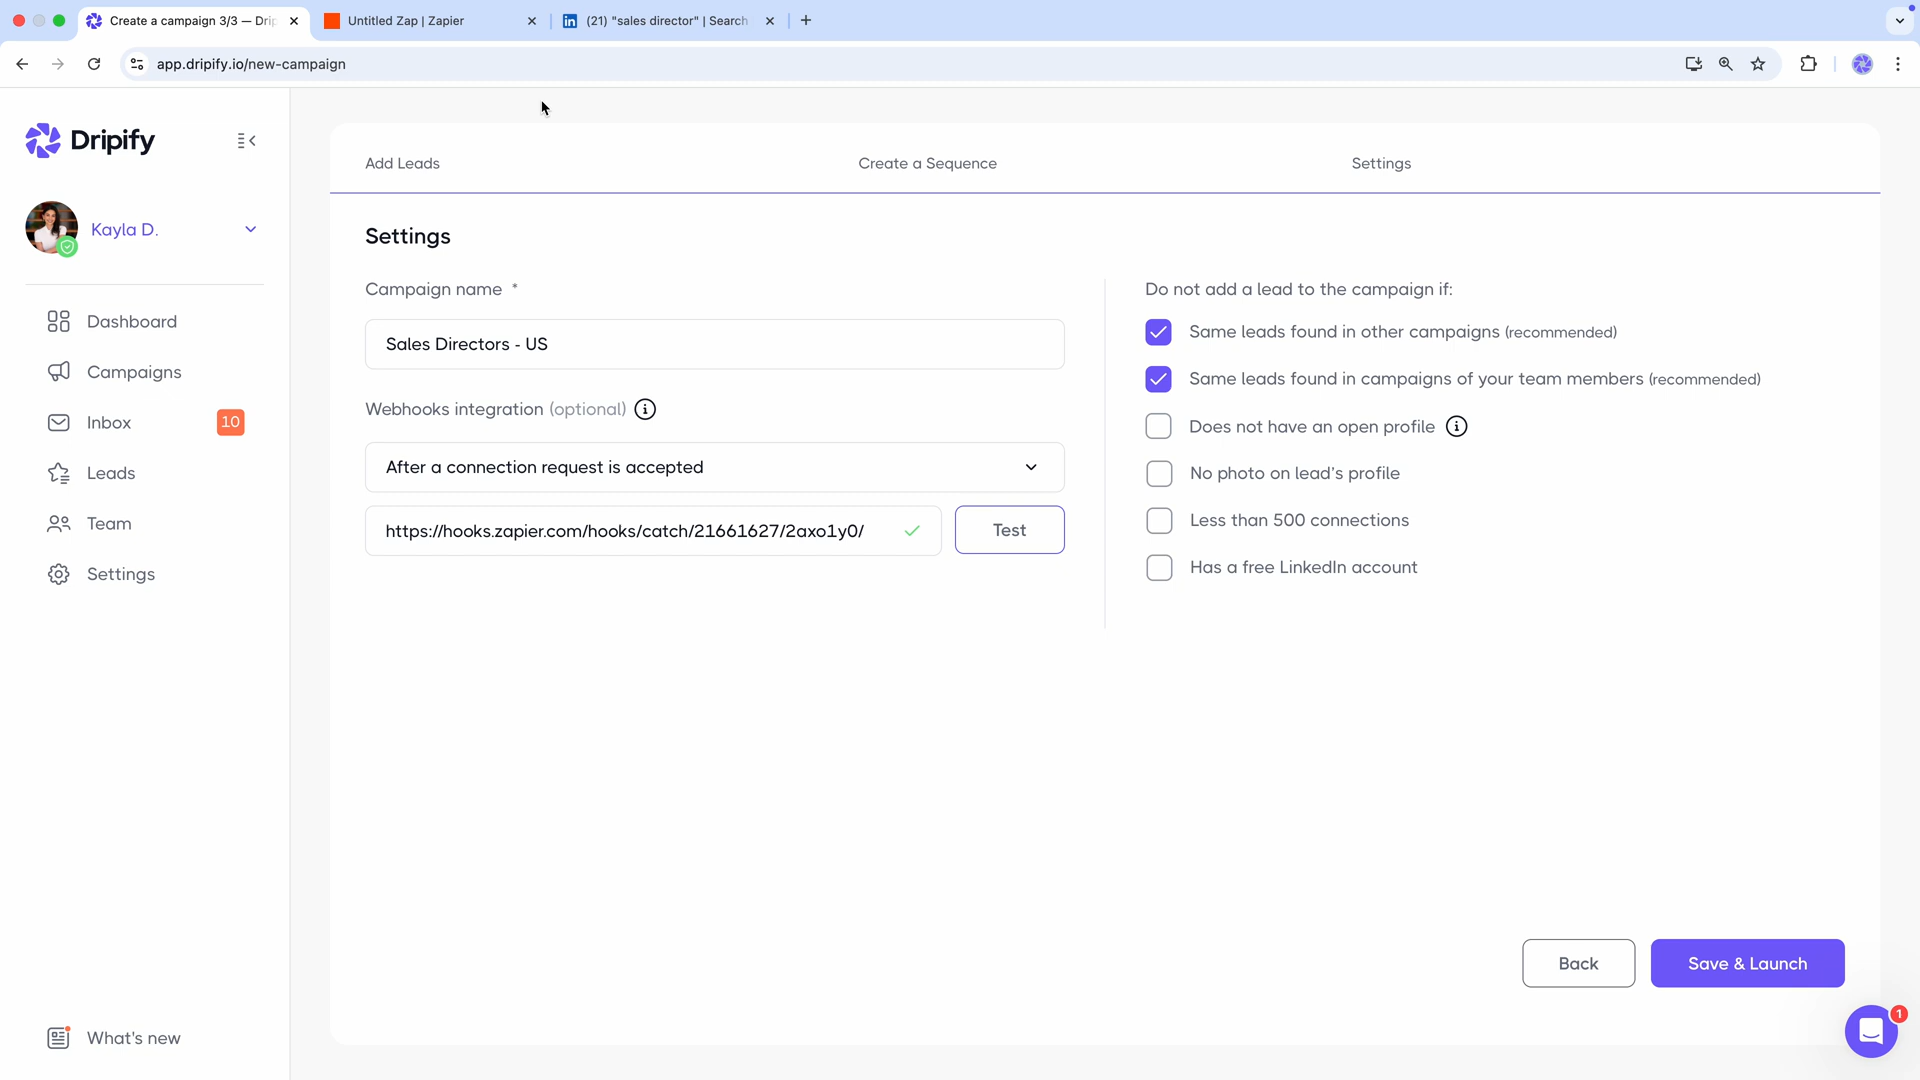 Create a campaign 3/3 — Drip
Untitled Zap | Zapier
(21) "sales director" | Search
app.dripify.io/new-campaign
Dripify
Kayla D.
Dashboard
Campaigns
Inbox
10
Leads
Team
Settings
What's new
Add Leads
Create a Sequence
Settings
Settings
Campaign name *
Sales Directors - US
Webhooks integration (optional)
After a connection request is accepted
https://hooks.zapier.com/hooks/catch/21661627/2axo1y0/
Test
Do not add a lead to the campaign if:
Same leads found in other campaigns (recommended)
Same leads found in campaigns of your team members (recommended)
Does not have an open profile
No photo on lead's profile
Less than 500 connections
Has a free LinkedIn account
Back
Save & Launch
1